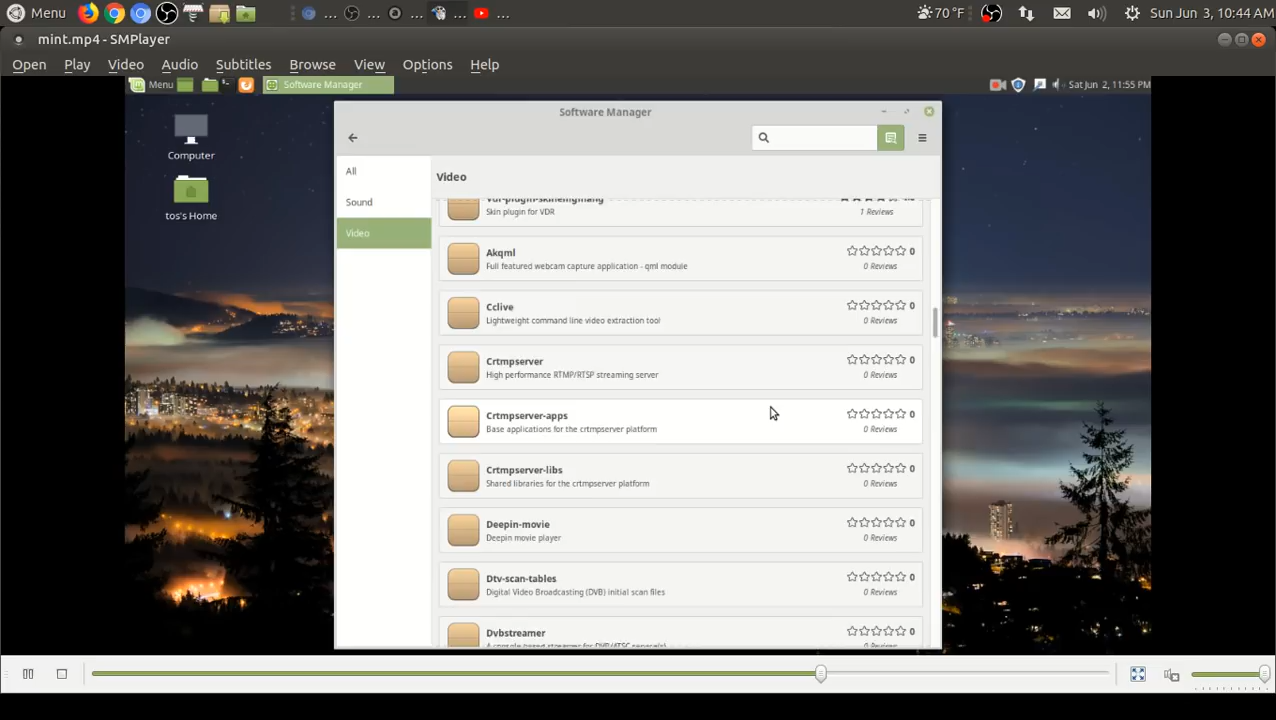 Menu ... ... ... ... ... 70 °F Sun Jun 3, 10:44 AM
mint.mp4 - SMPlayer
Open Play Video Audio Subtitles Browse View Options Help
Menu Software Manager Sat Jun 2, 11:55 PM
Software Manager
Computer
tos's Home
All
Sound
Video
Video
Skin plugin for VDR 1 Reviews
Akqml 0
Full featured webcam capture application - qml module 0 Reviews
Cclive 0
Lightweight command line video extraction tool 0 Reviews
Crtmpserver 0
High performance RTMP/RTSP streaming server 0 Reviews
Crtmpserver-apps 0
Base applications for the crtmpserver platform 0 Reviews
Crtmpserver-libs 0
Shared libraries for the crtmpserver platform 0 Reviews
Deepin-movie 0
Deepin movie player 0 Reviews
Dtv-scan-tables 0
Digital Video Broadcasting (DVB) initial scan files 0 Reviews
Dvbstreamer 0
0 Reviews